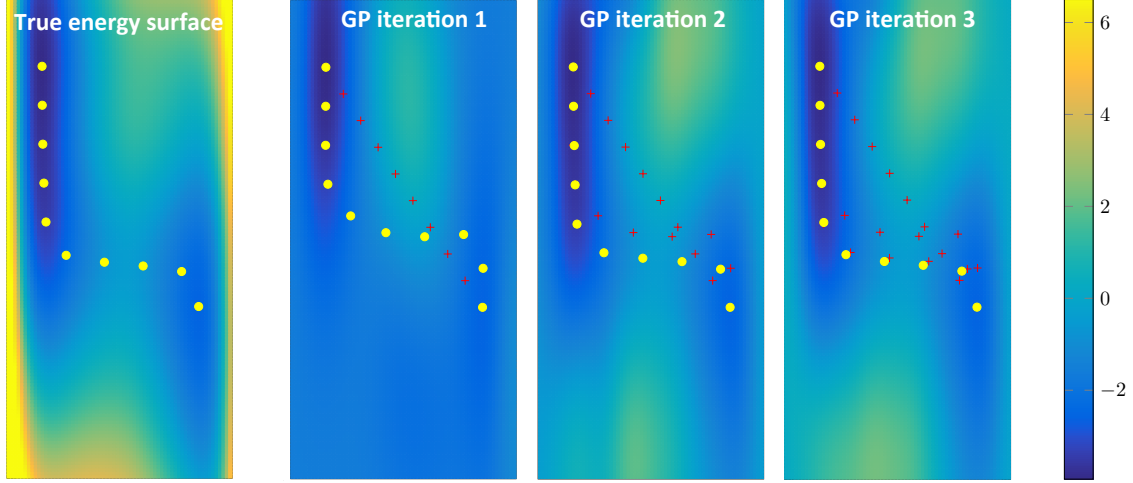 True energy surface
GP iteration 1
GP iteration 2
GP iteration 3
6
4
2
0
−2